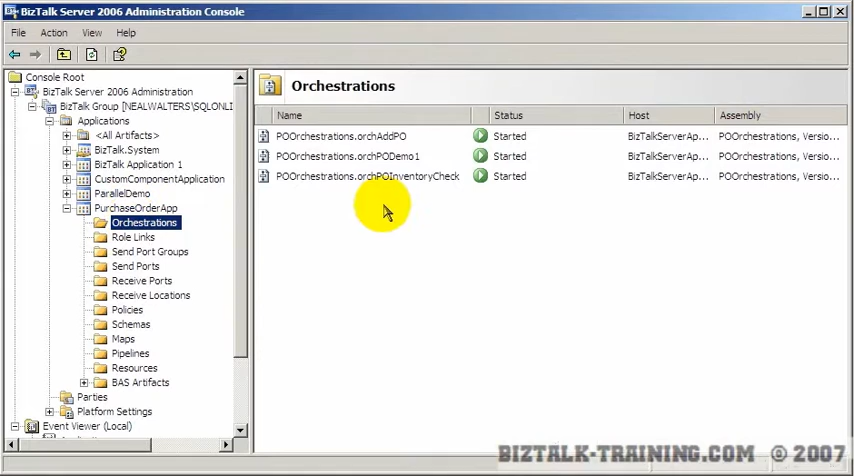 BizTalk Server 2006 Administration Console
File Action View Help
Console Root
BizTalk Server 2006 Administration
BizTalk Group [NEALWALTERS\SQLONLI
Applications
<All Artifacts>
BizTalk.System
BizTalk Application 1
CustomComponentApplication
ParallelDemo
PurchaseOrderApp
Orchestrations
Role Links
Send Port Groups
Send Ports
Receive Ports
Receive Locations
Policies
Schemas
Maps
Pipelines
Resources
BAS Artifacts
Parties
Platform Settings
Event Viewer (Local)
Orchestrations
Name Status Host Assembly
POOrchestrations.orchAddPO Started BizTalkServerAp... POOrchestrations, Versio...
POOrchestrations.orchPODemo1 Started BizTalkServerAp... POOrchestrations, Versio...
POOrchestrations.orchPOInventoryCheck Started BizTalkServerAp... POOrchestrations, Versio...
BIZTALK-TRAINING.COM © 2007